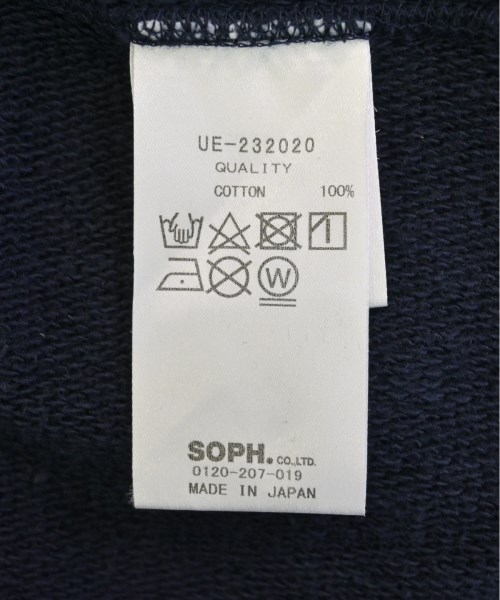 UE-232020
QUALITY
COTTON 100%
W
SOPH. CO.,LTD.
0120-207-019
MADE IN JAPAN